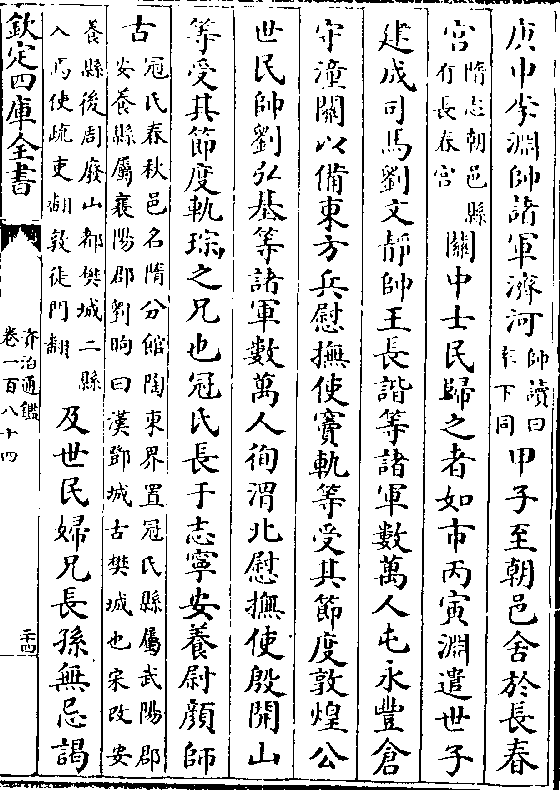 庚申李淵帥諸軍濟河
帥讀曰
率下同
甲子至朝邑舍於長春
宫
隋志朝邑縣
有長春宫
關中士民歸之者如市丙寅淵遣世子
建成司馬劉文靜帥王長諧等諸軍數萬人屯永豐倉
守潼關以備東方兵慰撫使竇軌等受其節度敦煌公
世民帥劉弘基等諸軍數萬人徇渭北慰撫使殷開山
等受其節度軌琮之兄也冠氏長于志寧安養尉顔師
古
冠氏春秋邑名隋分館陶東界置冠氏縣屬武陽郡
安養縣屬襄陽郡劉昫曰漢鄧城古樊城也宋改安
養縣後周廢山都樊城二縣
入焉使疏吏翻敦徒門翻
及世民婦兄長孫無忌謁
欽定四庫全書
資治通鑑
卷一百八十四
二十四